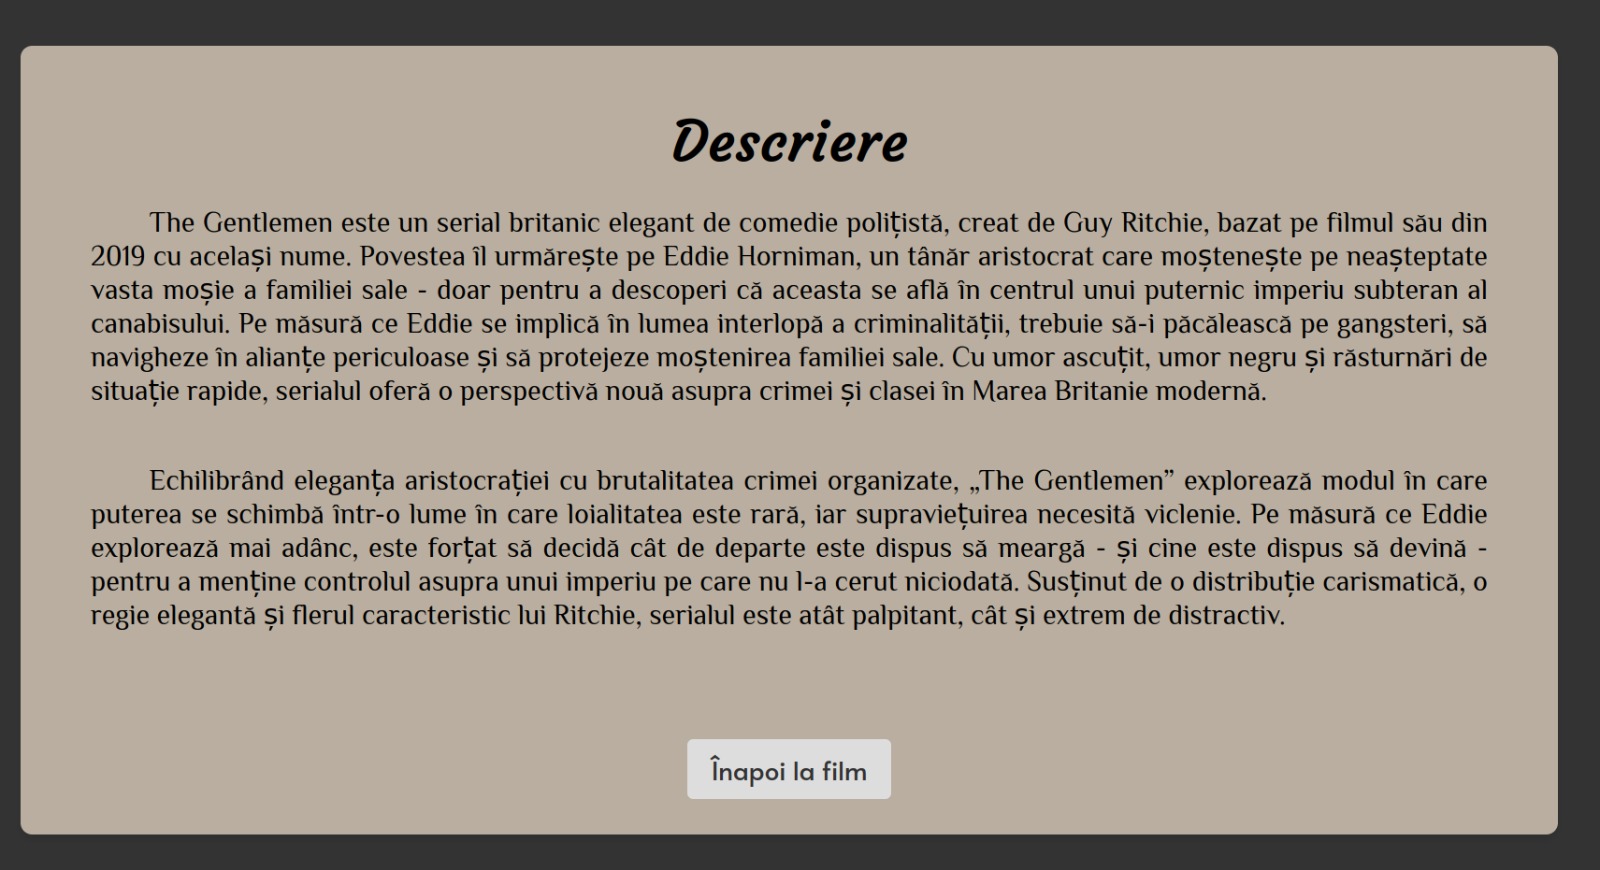 Descriere
The Gentlemen este un serial britanic elegant de comedie polițistă, creat de Guy Ritchie, bazat pe filmul său din
2019 cu același nume. Povestea îl urmărește pe Eddie Horniman, un tânăr aristocrat care moștenește pe neașteptate
vasta moșie a familiei sale - doar pentru a descoperi că aceasta se află în centrul unui puternic imperiu subteran al
canabisului. Pe măsură ce Eddie se implică în lumea interlopă a criminalității, trebuie să-i păcălească pe gangsteri, să
navigheze în alianțe periculoase și să protejeze moștenirea familiei sale. Cu umor ascuțit, umor negru și răsturnări de
situație rapide, serialul oferă o perspectivă nouă asupra crimei și clasei în Marea Britanie modernă.
Echilibrând eleganța aristocrației cu brutalitatea crimei organizate, „The Gentlemen” explorează modul în care
puterea se schimbă într-o lume în care loialitatea este rară, iar supraviețuirea necesită viclenie. Pe măsură ce Eddie
explorează mai adânc, este forțat să decidă cât de departe este dispus să meargă - și cine este dispus să devină -
pentru a menține controlul asupra unui imperiu pe care nu l-a cerut niciodată. Susținut de o distribuție carismatică, o
regie elegantă și flerul caracteristic lui Ritchie, serialul este atât palpitant, cât și extrem de distractiv.
Înapoi la film